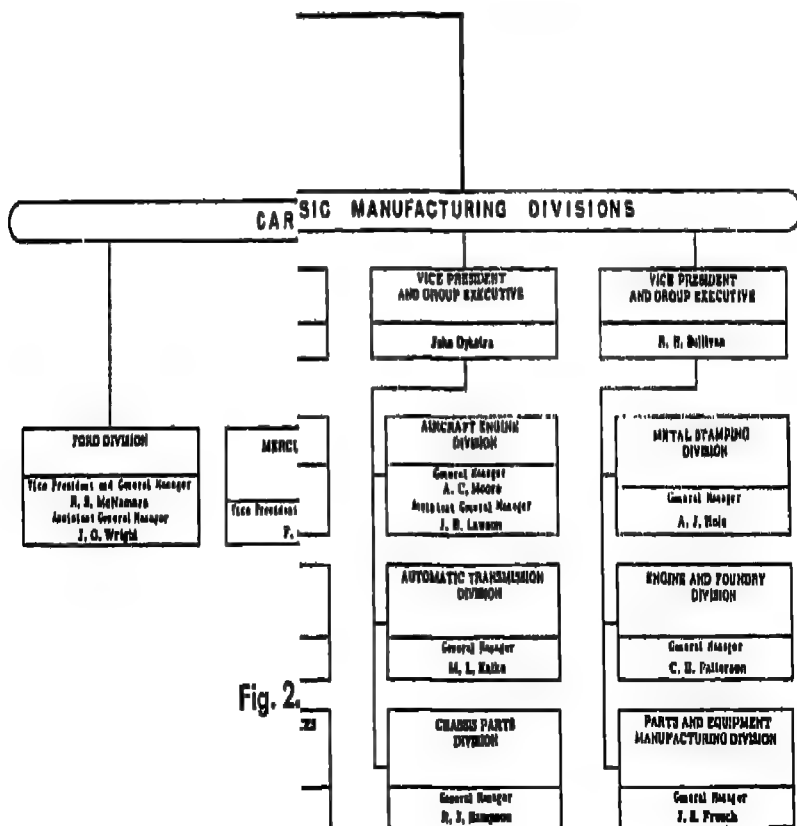 CAR
SIC MANUFACTURING DIVISIONS
VICE PRESIDENT
AND GROUP EXECUTIVE
John Dykstra
VICE PRESIDENT
AND GROUP EXECUTIVE
R. H. Sullivan
FORD DIVISION
Vice President and General Manager
R. S. McNamara
Assistant General Manager
J. O. Wright
MERCU
Vice President
F.
AIRCRAFT ENGINE
DIVISION
General Manager
A. C. Moore
Assistant General Manager
J. B. Lawson
METAL STAMPING
DIVISION
General Manager
A. J.
AUTOMATIC TRANSMISSION
DIVISION
General Manager
M. L.
ENGINE AND FOUNDRY
DIVISION
General Manager
C. H. Patterson
Fig. 2.
CHASSIS PARTS
DIVISION
General Manager
R. J. Hampson
PARTS AND EQUIPMENT
MANUFACTURING DIVISION
General Manager
J. E. French